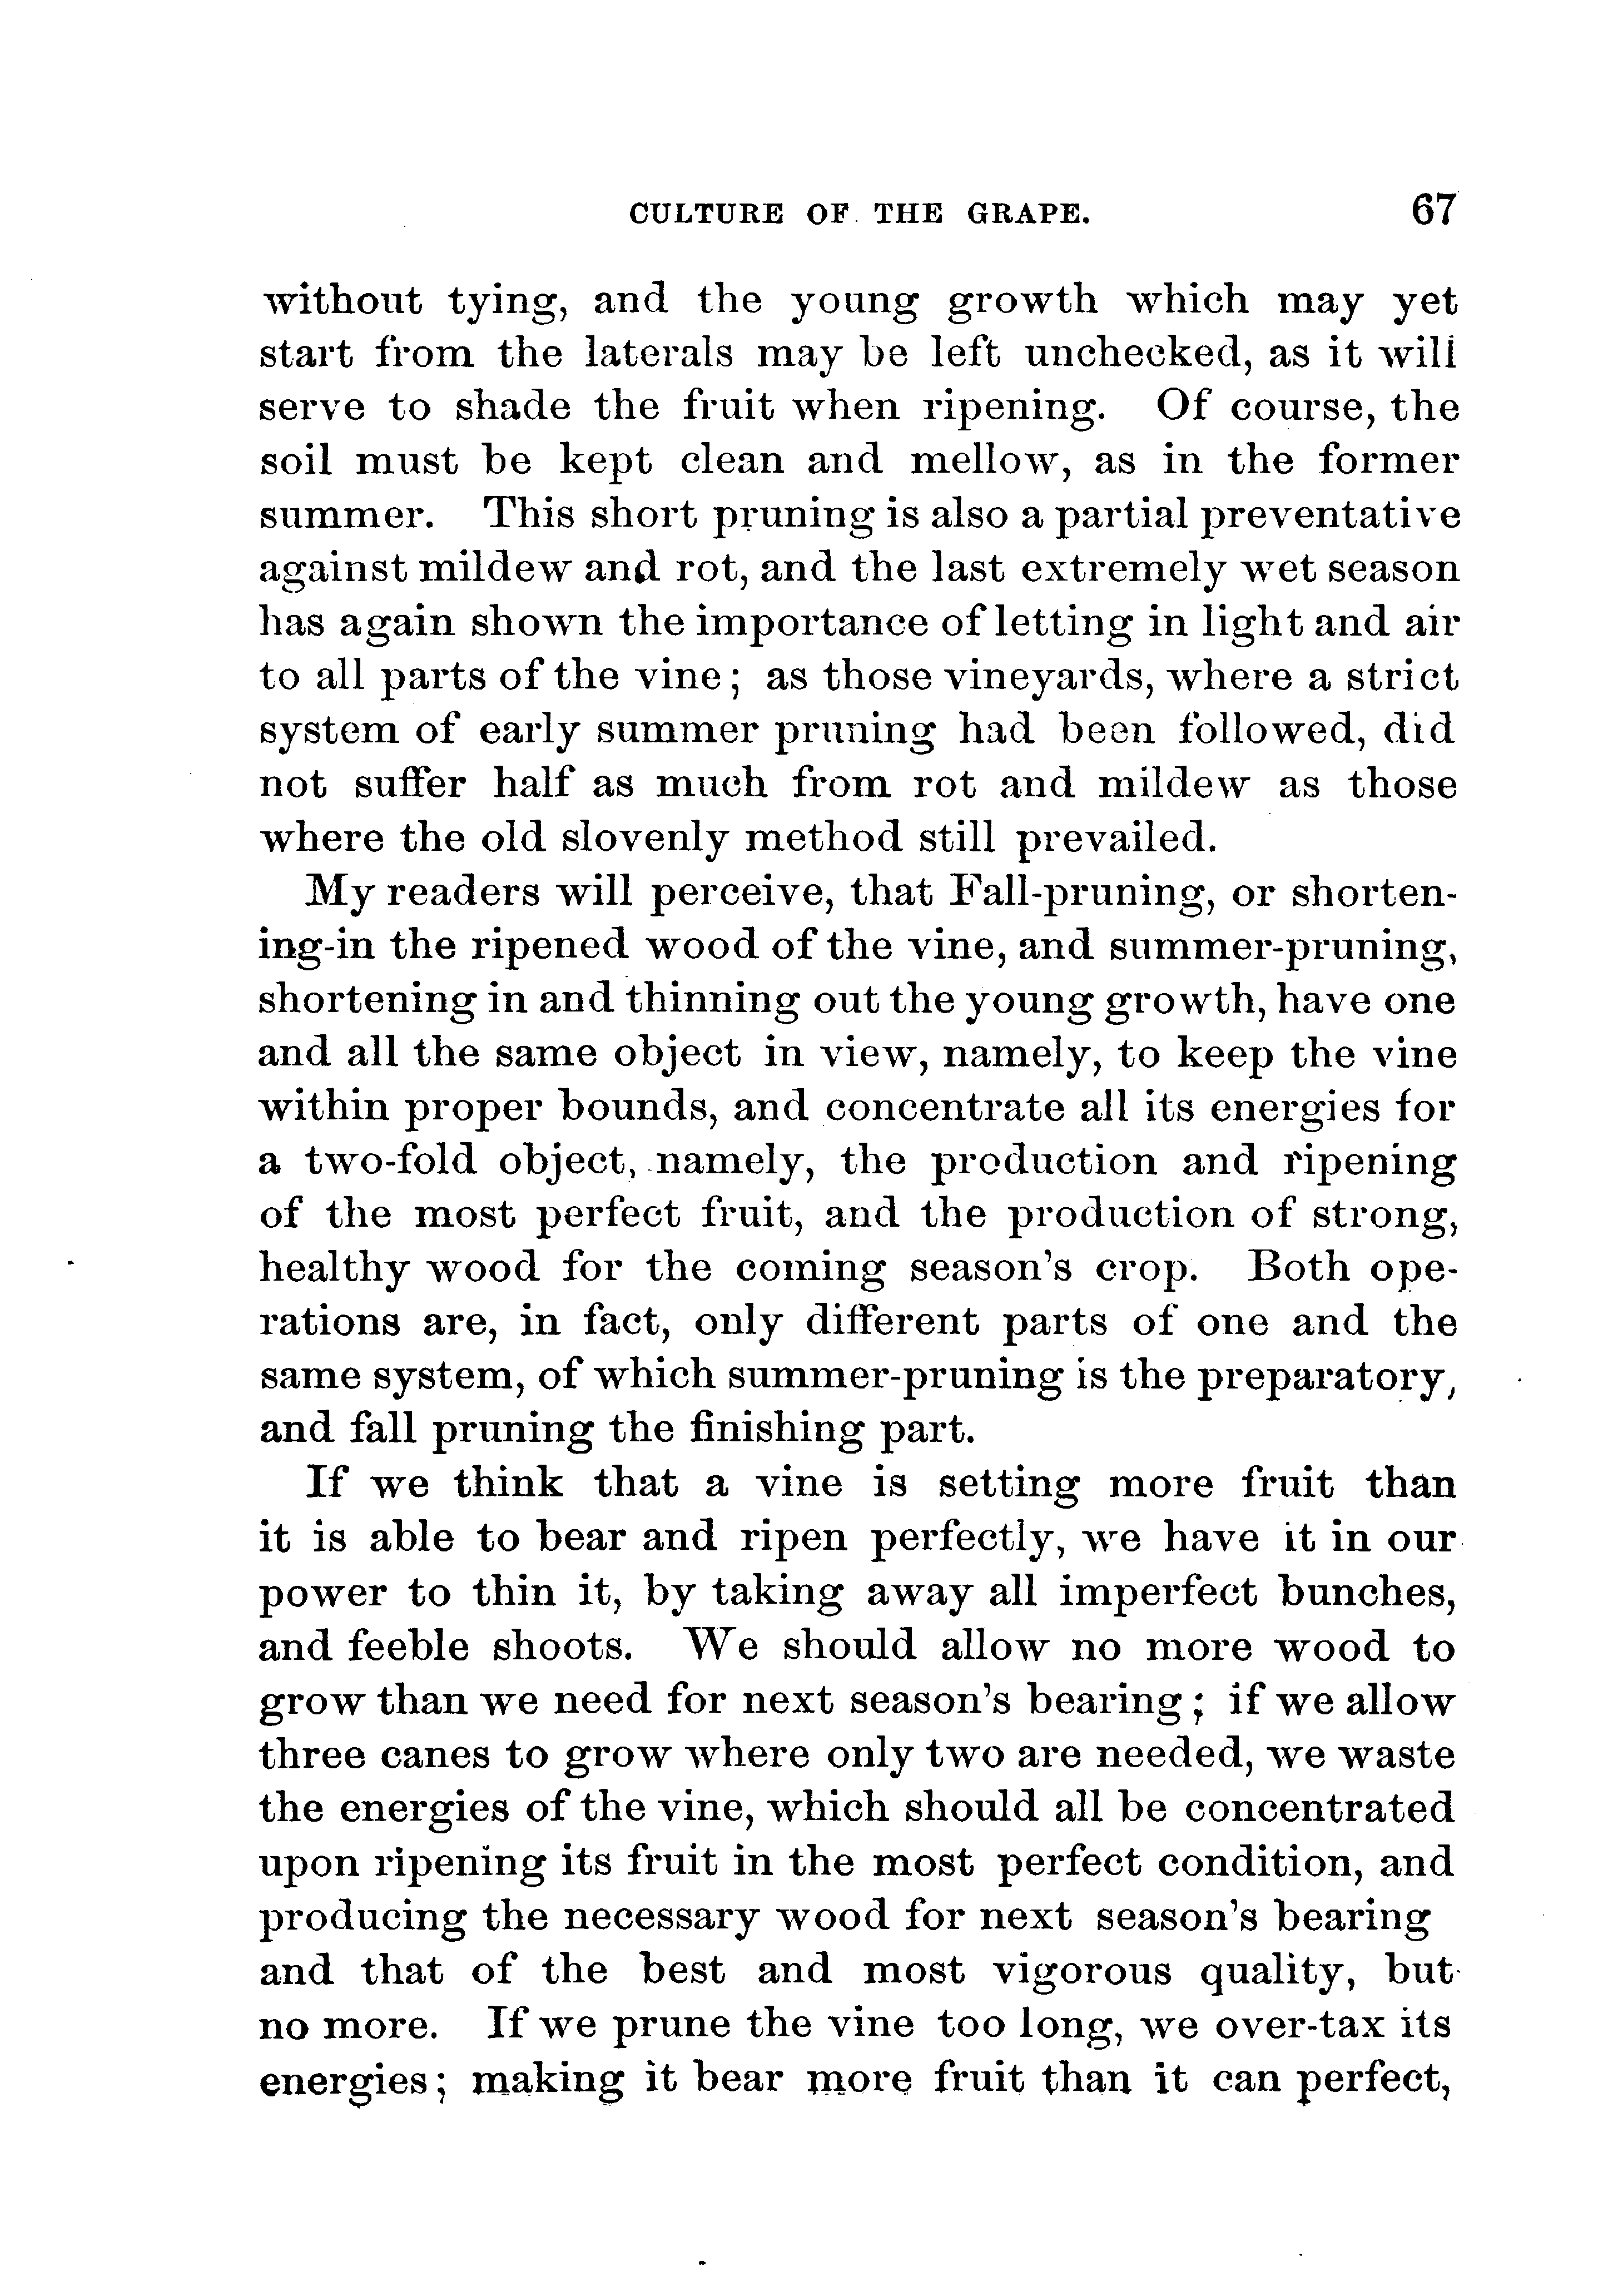 CULTURE OF THE GRAPE. 67
without tying, and the young growth which may yet
start from the laterals may be left unchecked, as it will
serve to shade the fruit when ripening. Of course, the
soil must be kept clean and mellow, as in the former
summer. This short pruning is also a partial preventative
against mildew and rot, and the last extremely wet season
has again shown the importance of letting in light and air
to all parts of the vine; as those vineyards, where a strict
system of early summer pruning had been followed, did
not suffer half as much from rot and mildew as those
where the old slovenly method still prevailed.
My readers will perceive, that Fall-pruning, or shorten-
ing-in the ripened wood of the vine, and summer-pruning,
shortening in and thinning out the young growth, have one
and all the same object in view, namely, to keep the vine
within proper bounds, and concentrate all its energies for
a two-fold object, namely, the production and ripening
of the most perfect fruit, and the production of strong,
healthy wood for the coming season's crop. Both ope-
rations are, in fact, only different parts of one and the
same system, of which summer-pruning is the preparatory,
and fall pruning the finishing part.
If we think that a vine is setting more fruit than
it is able to bear and ripen perfectly, we have it in our
power to thin it, by taking away all imperfect bunches,
and feeble shoots. We should allow no more wood to
grow than we need for next season's bearing; if we allow
three canes to grow where only two are needed, we waste
the energies of the vine, which should all be concentrated
upon ripening its fruit in the most perfect condition, and
producing the necessary wood for next season's bearing
and that of the best and most vigorous quality, but
no more. If we prune the vine too long, we over-tax its
energies; making it bear more fruit than it can perfect,